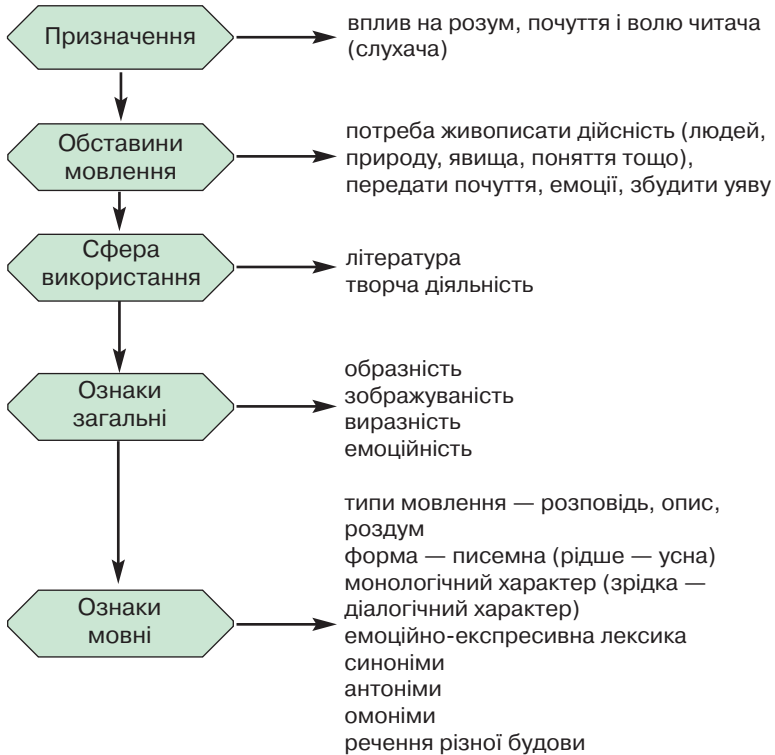 Призначення
вплив на розум, почуття і волю читача
(слухача)
Обставини
мовлення
потреба живописати дійсність (людей,
природу, явища, поняття тощо),
передати почуття, емоції, збудити уяву
Сфера
використання
література
творча діяльність
Ознаки
загальні
образність
зображуваність
виразність
емоційність
Ознаки
мовні
типи мовлення — розповідь, опис,
роздум
форма — писемна (рідше — усна)
монологічний характер (зрідка —
діалогічний характер)
емоційно-експресивна лексика
синоніми
антоніми
омоніми
речення різної будови